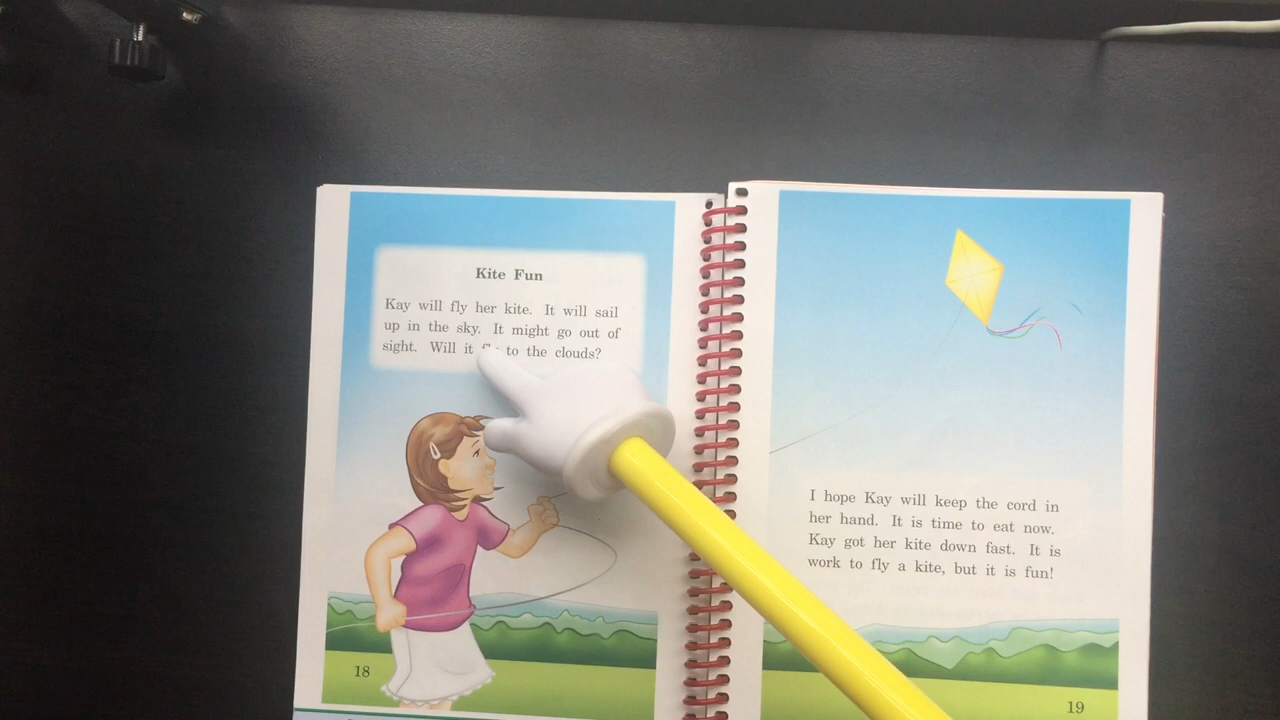 Kite Fun
Kay will fly her kite. It will sail
up in the sky. It might go out of
sight. Will it to the clouds?
18
I hope Kay will keep the cord in
her hand. It is time to eat now.
Kay got her kite down fast. It is
work to fly a kite, but it is fun!
19